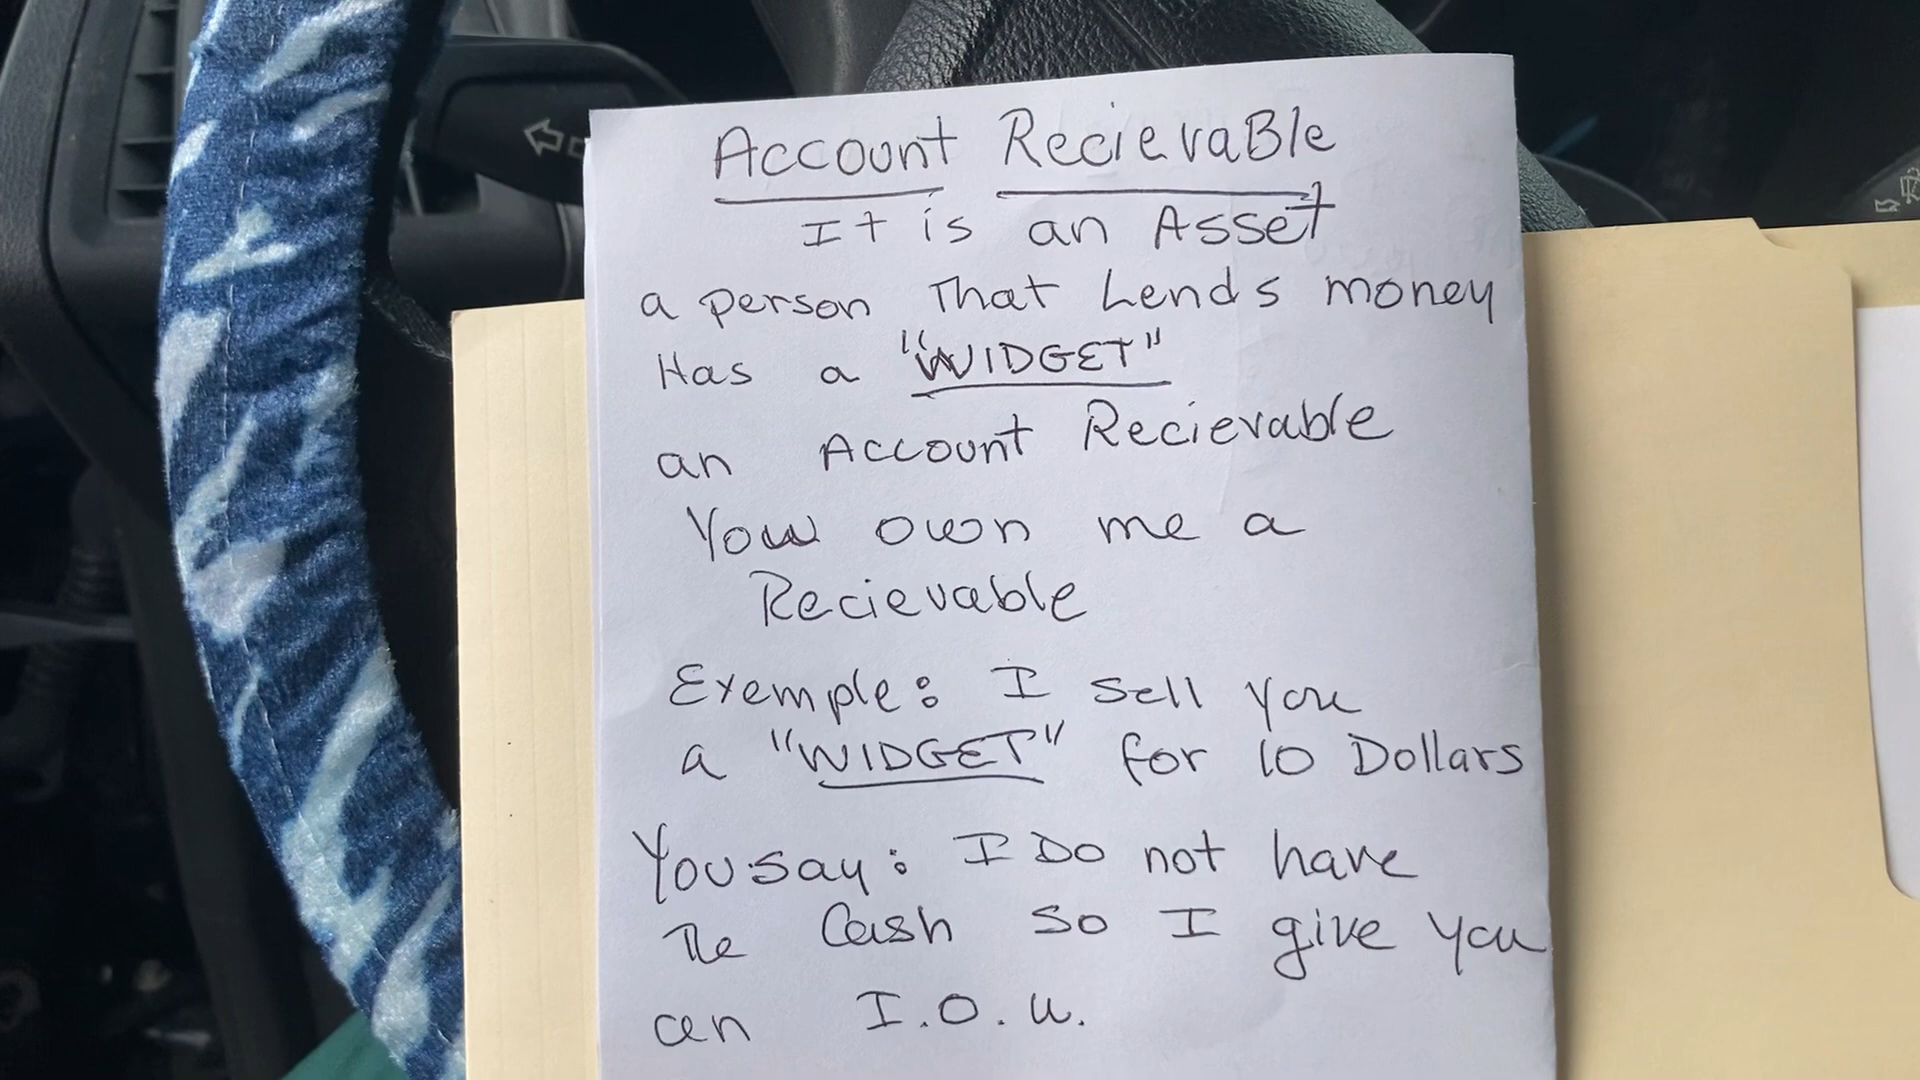 Account RecievaBle
It is an Asset
a person That Lends money
Has a "WIDGET"
an Account Recievable
You own me a
Recievable
Exemple: I sell you
a "WIDGET" for 10 Dollars
You say: I Do not have
The Cash so I give you
an I.O.U.